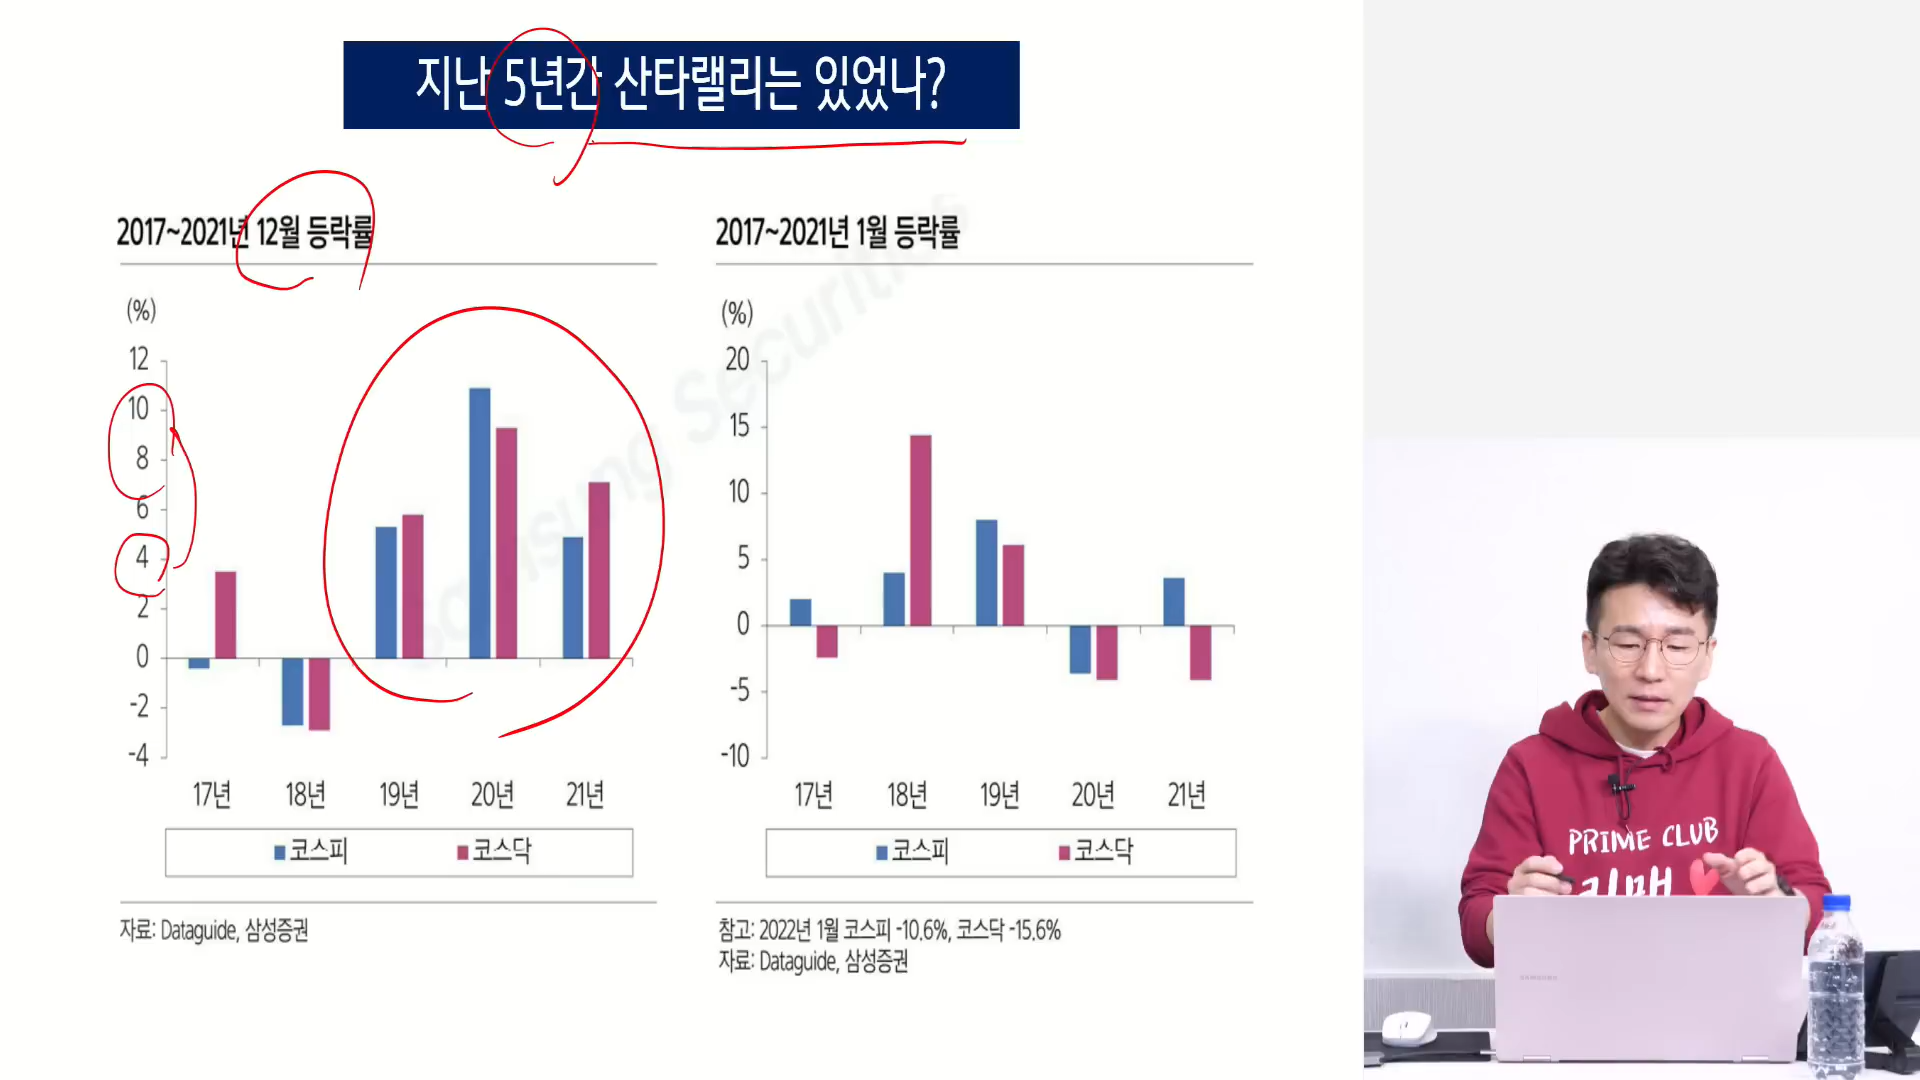 지난 5년간 산타랠리는 있었나?
2017~2021년 12월 등락률
(%)
12
10
8
6
4
2
0
-2
-4
17년 18년 19년 20년 21년
코스피 코스닥
자료: Dataguide, 삼성증권
2017~2021년 1월 등락률
(%)
20
15
10
5
0
-5
-10
17년 18년 19년 20년 21년
코스피 코스닥
참고: 2022년 1월 코스피 -10.6%, 코스닥 -15.6%
자료: Dataguide, 삼성증권
Samsung Securities
PRIME CLUB
SAMSUNG